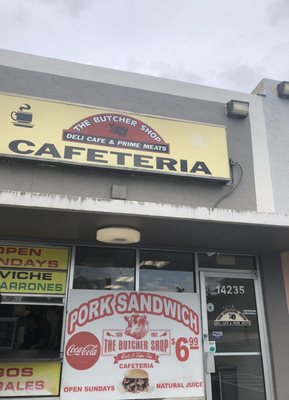 THE BUTCHER SHOP
DELI CAFE & PRIME MEATS
CAFETERIA
OPEN
SUNDAYS
VICHE
ARRONES
14235
PORK SANDWICH
THE BUTCHER SHOP
$6.99
Coca-Cola
CAFETERIA
OPEN SUNDAYS
NATURAL JUICE